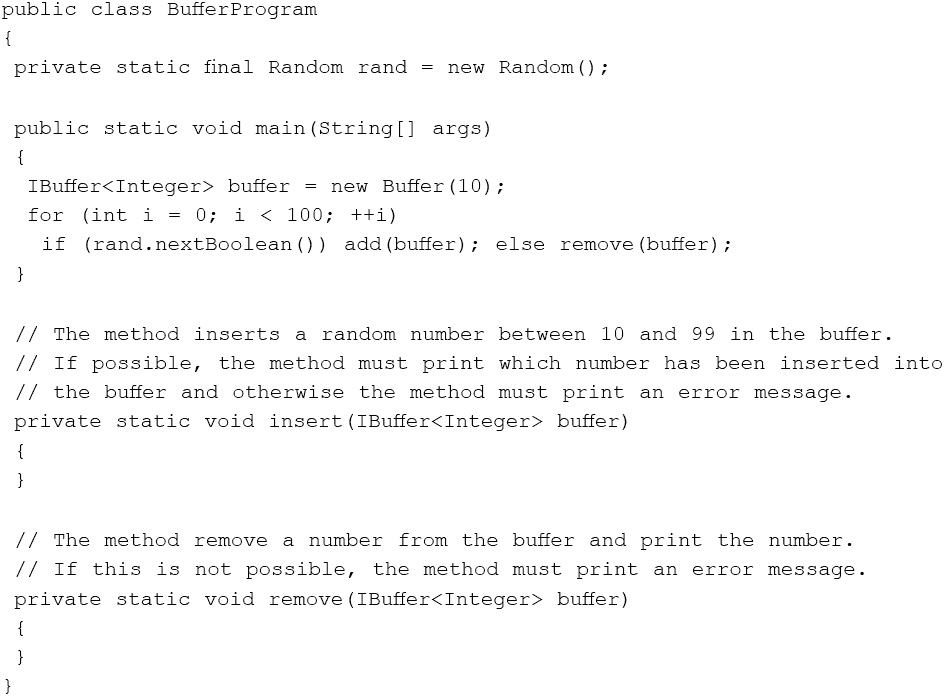 public class BufferProgram
{
private static final Random rand = new Random();
public static void main(String[] args)
{
IBuffer<Integer> buffer = new Buffer(10);
for (int i = 0; i < 100; ++i)
if (rand.nextBoolean()) add(buffer); else remove(buffer);
}
// The method inserts a random number between 10 and 99 in the buffer.
// If possible, the method must print which number has been inserted into
// the buffer and otherwise the method must print an error message.
private static void insert(IBuffer<Integer> buffer)
{
}
// The method remove a number from the buffer and print the number.
// If this is not possible, the method must print an error message.
private static void remove(IBuffer<Integer> buffer)
{
}
}